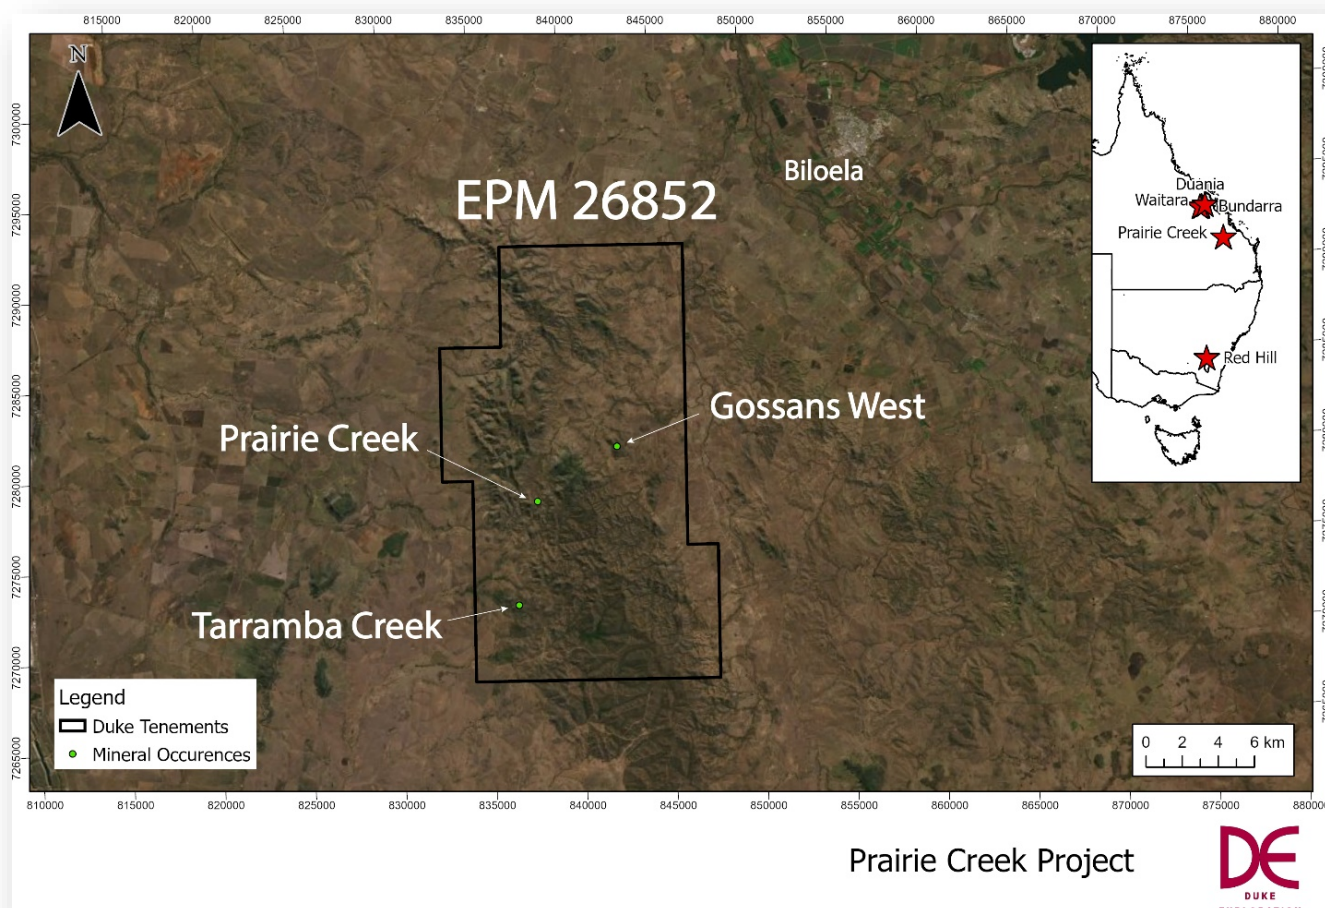 815000 820000 825000 830000 835000 840000 845000 850000 855000 860000 865000 870000 875000 880000
N
7300000
7295000
7290000
7285000
7280000
7275000
7270000
7265000
Biloela
EPM 26852
Gossans West
Prairie Creek
Tarramba Creek
Duania
Waitara
Bundarra
Prairie Creek
Red Hill
Legend
Duke Tenements
Mineral Occurences
0 2 4 6 km
810000 815000 820000 825000 830000 835000 840000 845000 850000 855000 860000 865000 870000 875000 880000
Prairie Creek Project
DE
DUKE